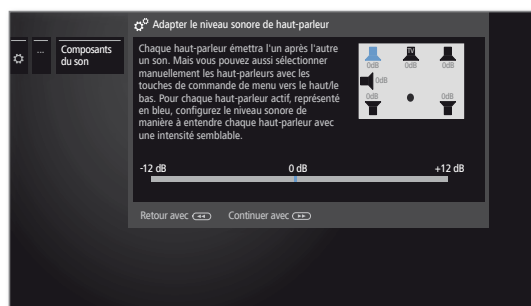 Adapter le niveau sonore de haut-parleur
...
Composants
du son
Chaque haut-parleur émettra l'un après l'autre
un son. Mais vous pouvez aussi sélectionner
manuellement les haut-parleurs avec les
touches de commande de menu vers le haut/le
bas. Pour chaque haut-parleur actif, représenté
en bleu, configurez le niveau sonore de
manière à entendre chaque haut-parleur avec
une intensité semblable.
TV
0dB 0dB 0dB
0dB
0dB 0dB
-12 dB 0 dB +12 dB
Retour avec Continuer avec